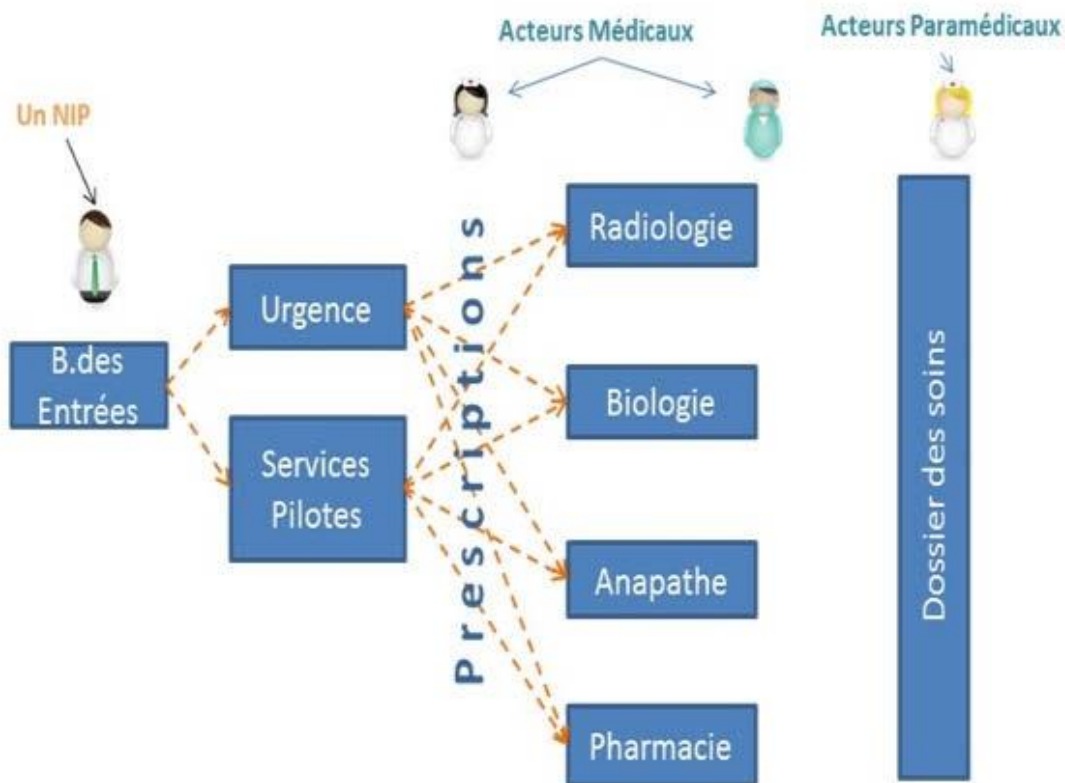 Acteurs Médicaux
Acteurs Paramédicaux
Un NIP
B.des
Entrées
Urgence
Services
Pilotes
Prescriptions
Radiologie
Biologie
Anapathe
Pharmacie
Dossier des soins